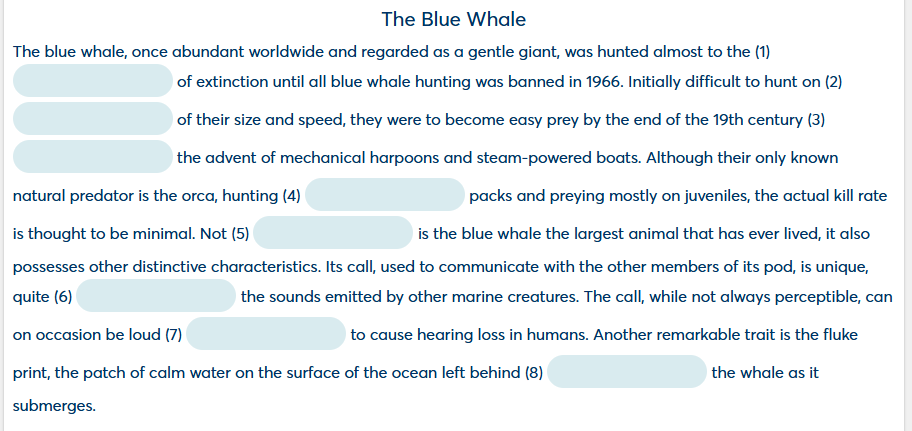 The Blue Whale
The blue whale, once abundant worldwide and regarded as a gentle giant, was hunted almost to the (1)
of extinction until all blue whale hunting was banned in 1966. Initially difficult to hunt on (2)
of their size and speed, they were to become easy prey by the end of the 19th century (3)
the advent of mechanical harpoons and steam-powered boats. Although their only known
natural predator is the orca, hunting (4) packs and preying mostly on juveniles, the actual kill rate
is thought to be minimal. Not (5) is the blue whale the largest animal that has ever lived, it also
possesses other distinctive characteristics. Its call, used to communicate with the other members of its pod, is unique,
quite (6) the sounds emitted by other marine creatures. The call, while not always perceptible, can
on occasion be loud (7) to cause hearing loss in humans. Another remarkable trait is the fluke
print, the patch of calm water on the surface of the ocean left behind (8) the whale as it
submerges.